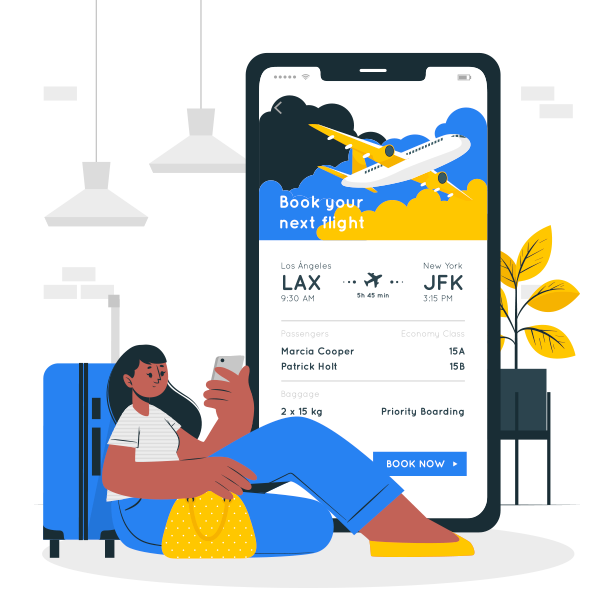 Book your
next flight
Los Ángeles
New York
LAX
JFK
9:30 AM
5h 45 min
3:15 PM
Passengers
Economy Class
Marcia Cooper
15A
Patrick Holt
15B
Baggage
2 x 15 kg
Priority Boarding
BOOK NOW